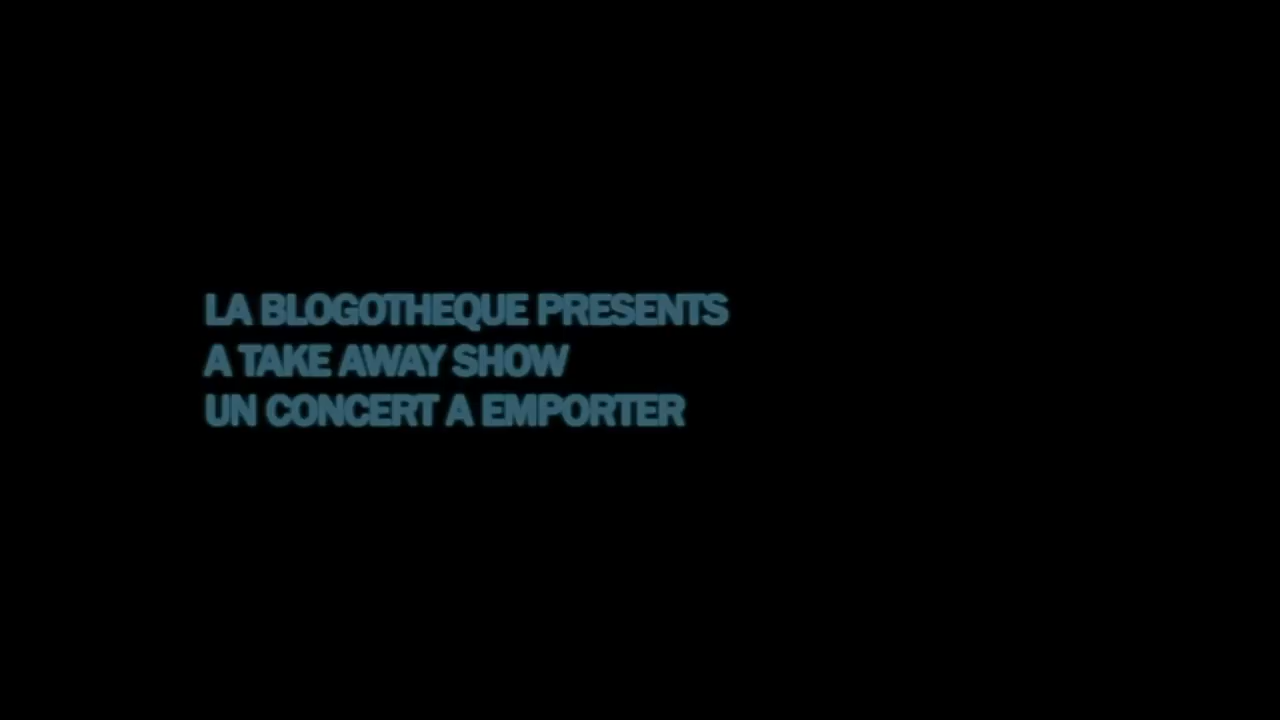 LA BLOGOTHEQUE PRESENTS
A TAKE AWAY SHOW
UN CONCERT A EMPORTER